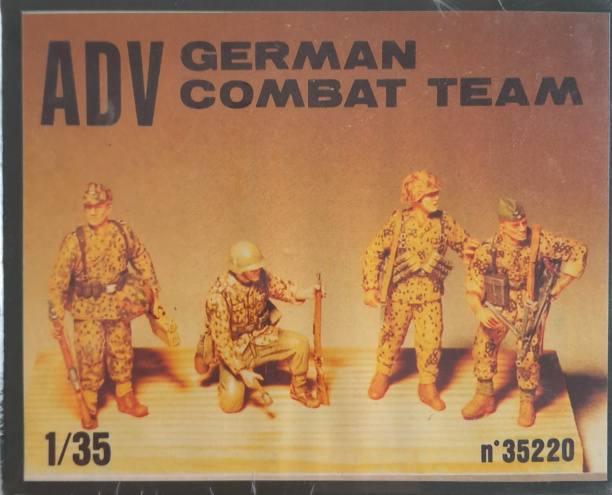 ADV GERMAN
COMBAT TEAM
1/35
n°35220